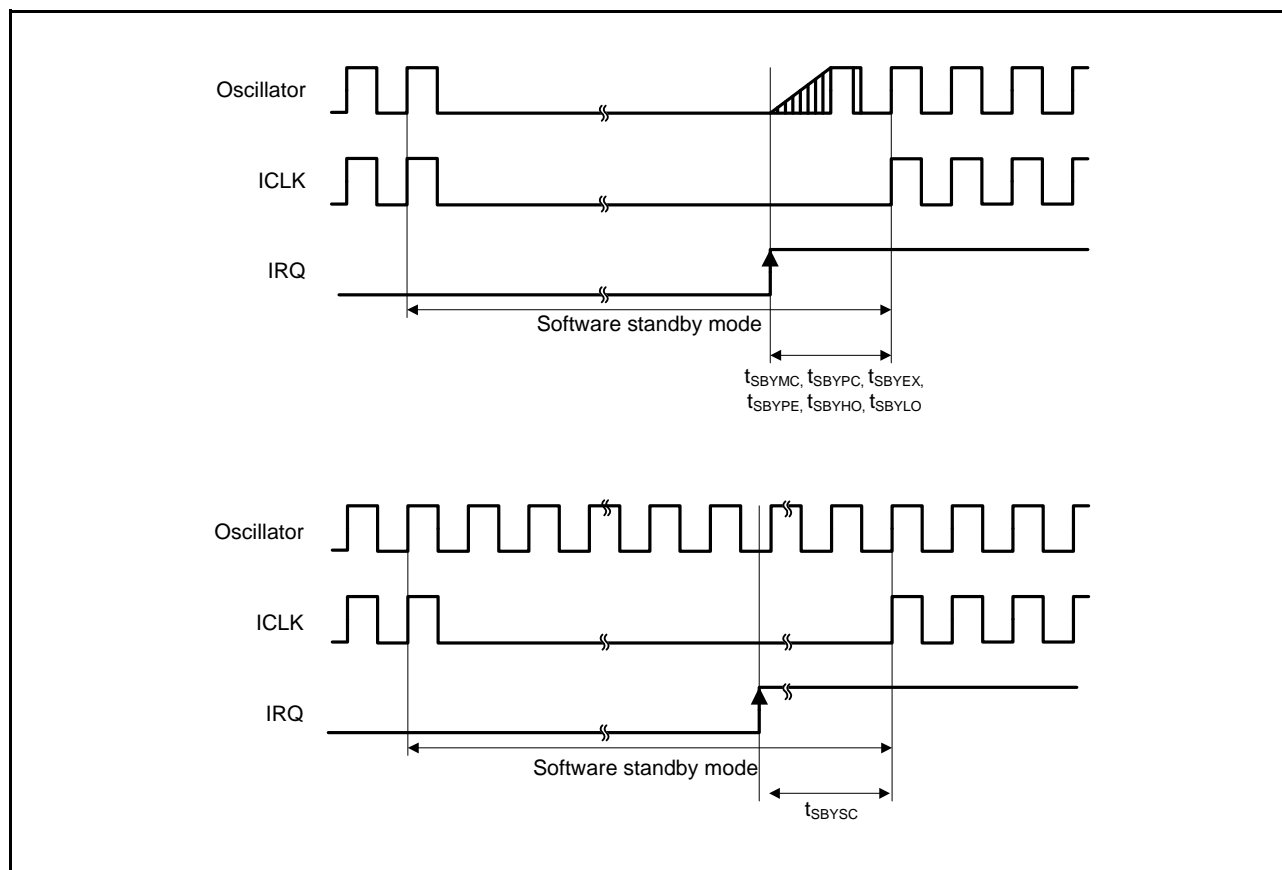 Oscillator
ICLK
IRQ
Software standby mode
tSBYMC, tSBYPC, tSBYEX,
tSBYPE, tSBYHO, tSBYLO
Oscillator
ICLK
IRQ
Software standby mode
tSBYSC